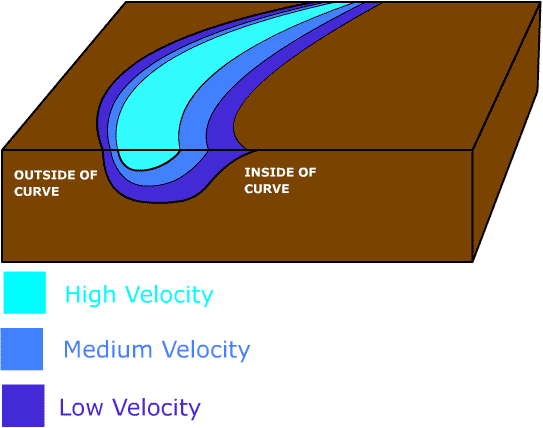 OUTSIDE OF
CURVE
INSIDE OF
CURVE
High Velocity
Medium Velocity
Low Velocity